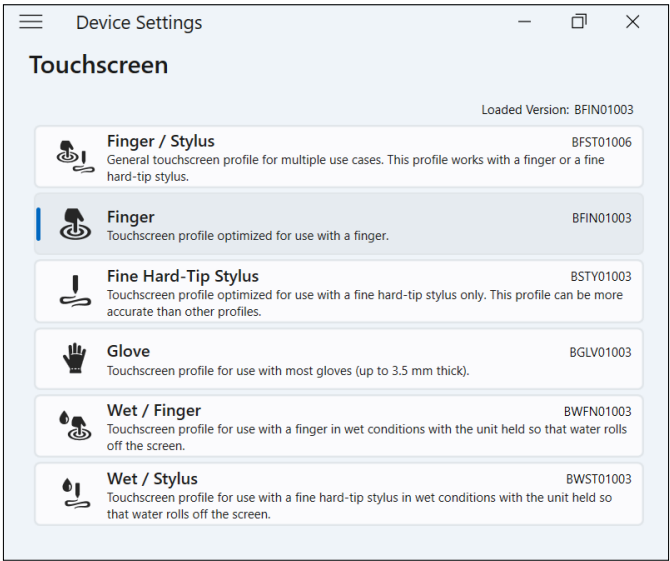 Device Settings
Touchscreen
Loaded Version: BFIN01003
Finger / Stylus
BFST01006
General touchscreen profile for multiple use cases. This profile works with a finger or a fine
hard-tip stylus.
Finger
BFIN01003
Touchscreen profile optimized for use with a finger.
Fine Hard-Tip Stylus
BSTY01003
Touchscreen profile optimized for use with a fine hard-tip stylus only. This profile can be more
accurate than other profiles.
Glove
BGLV01003
Touchscreen profile for use with most gloves (up to 3.5 mm thick).
Wet / Finger
BWFN01003
Touchscreen profile for use with a finger in wet conditions with the unit held so that water rolls
off the screen.
Wet / Stylus
BWST01003
Touchscreen profile for use with a fine hard-tip stylus in wet conditions with the unit held so
that water rolls off the screen.